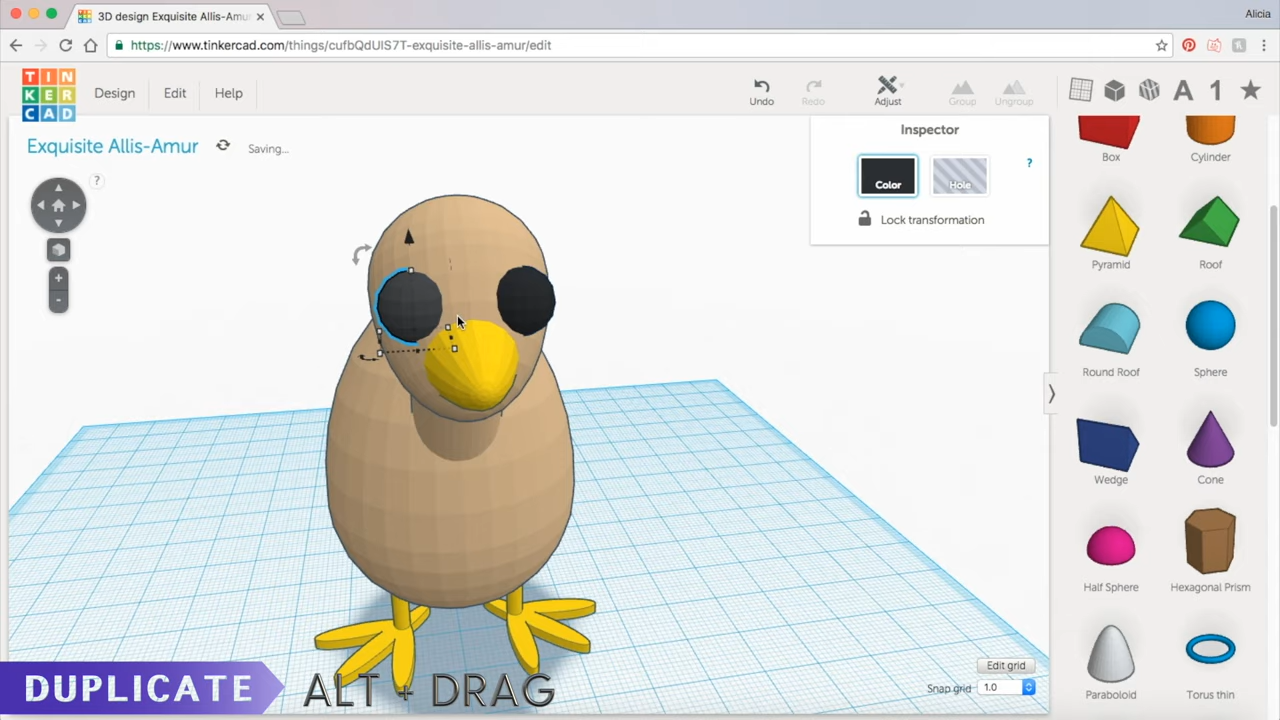 3D design Exquisite Allis-Amur
Alicia
https://www.tinkercad.com/things/cufbQdUIS7T-exquisite-allis-amur/edit
TIN
KER
CAD
Design
Edit
Help
Undo
Redo
Adjust
Group
Ungroup
A
1
Exquisite Allis-Amur
Saving...
?
+
-
Inspector
Color
Hole
?
Lock transformation
Box
Cylinder
Pyramid
Roof
Round Roof
Sphere
Wedge
Cone
Half Sphere
Hexagonal Prism
Paraboloid
Torus thin
Edit grid
Snap grid 1.0
DUPLICATE
ALT + DRAG